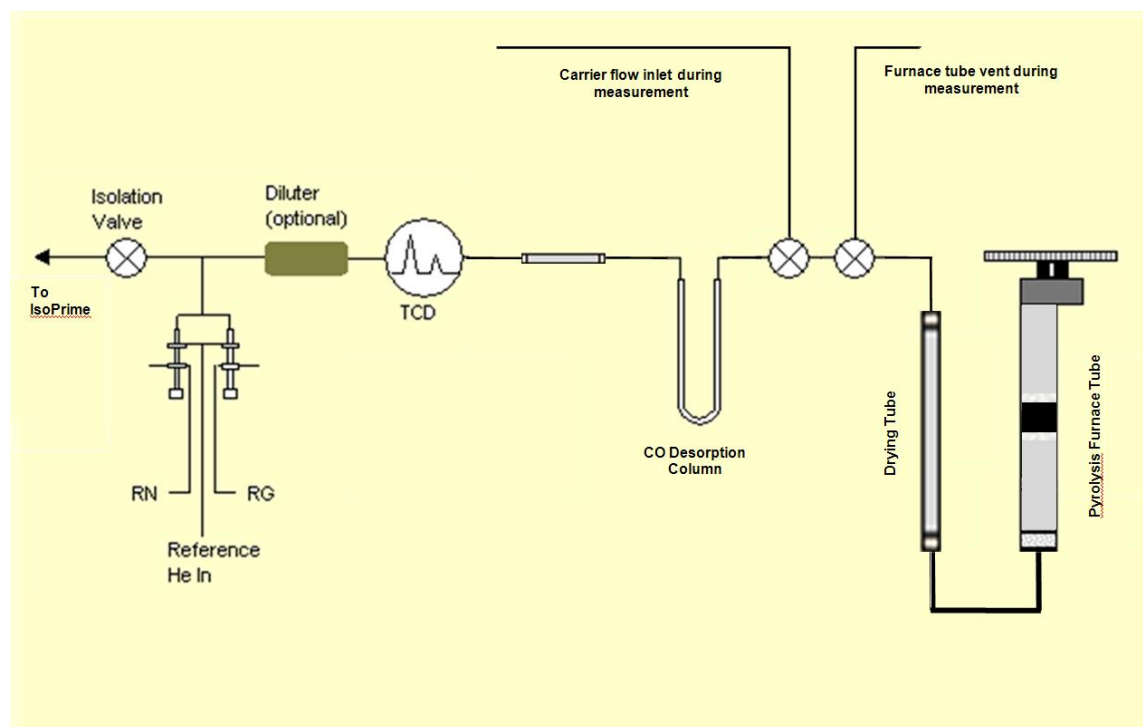 Carrier flow inlet during
measurement
Furnace tube vent during
measurement
Isolation
Valve
Diluter
(optional)
To
IsoPrime
TCD
CO Desorption
Column
Drying Tube
Pyrolysis Furnace Tube
RN
RG
Reference
He In